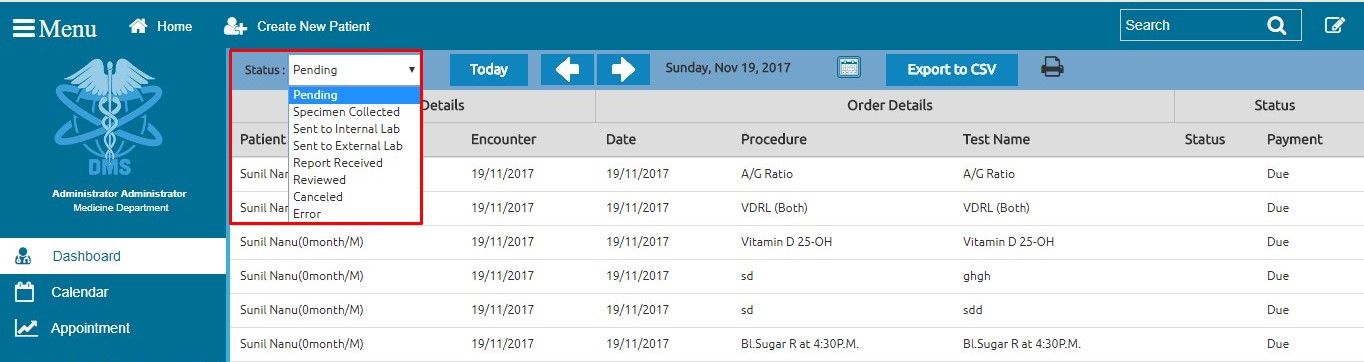 Menu Home Create New Patient Search
Status : Pending Today Sunday, Nov 19, 2017 Export to CSV
Pending
Specimen Collected
Sent to Internal Lab
Sent to External Lab
Report Received
Reviewed
Canceled
Error
Details Order Details Status
Patient Encounter Date Procedure Test Name Status Payment
Sunil Nan 19/11/2017 19/11/2017 A/G Ratio A/G Ratio Due
Sunil Nan 19/11/2017 19/11/2017 VDRL (Both) VDRL (Both) Due
Sunil Nanu(0month/M) 19/11/2017 19/11/2017 Vitamin D 25-OH Vitamin D 25-OH Due
Sunil Nanu(0month/M) 19/11/2017 19/11/2017 sd ghgh Due
Sunil Nanu(0month/M) 19/11/2017 19/11/2017 sd sdd Due
Sunil Nanu(0month/M) 19/11/2017 19/11/2017 Bl.Sugar R at 4:30P.M. Bl.Sugar R at 4:30P.M. Due
DMS
Administrator Administrator
Medicine Department
Dashboard
Calendar
Appointment